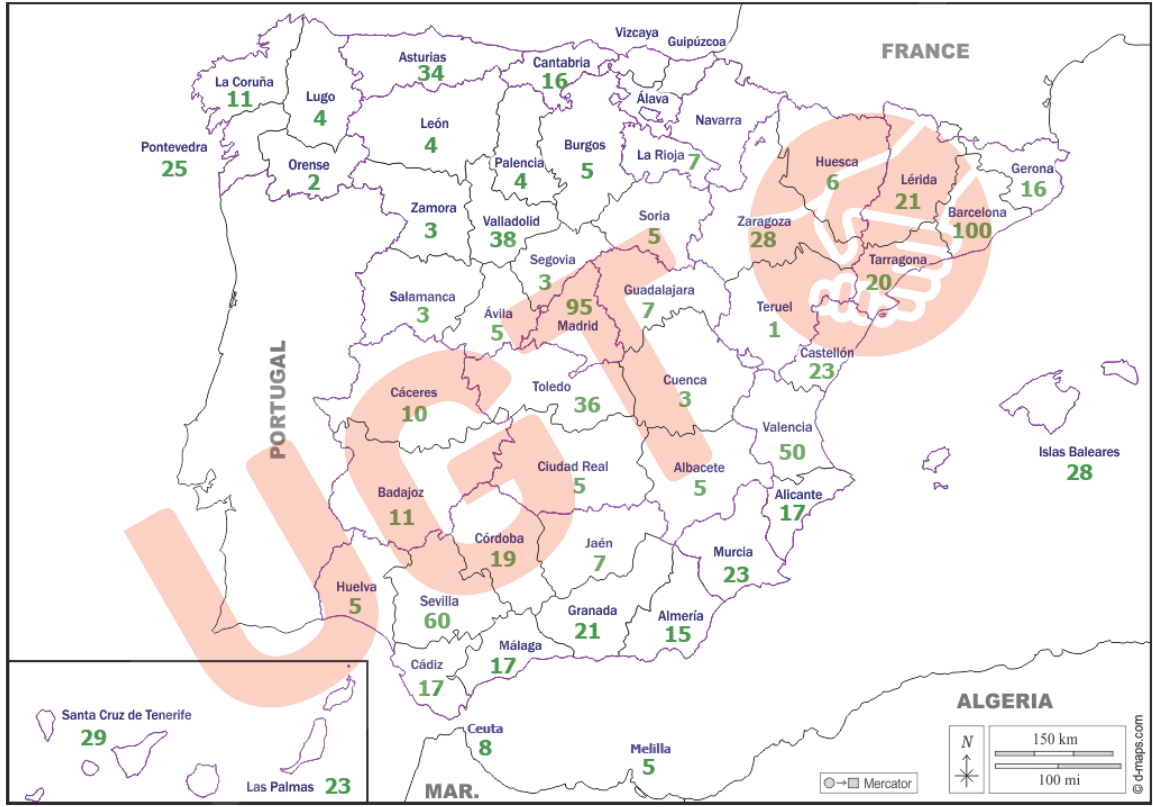 Vizcaya
Guipúzcoa
FRANCE
Asturias
34
Cantabria
16
La Coruña
11
Lugo
4
Álava
Navarra
León
4
Palencia
4
Burgos
5
La Rioja 7
Pontevedra
25
Orense
2
Huesca
6
Lérida
21
Gerona
16
Zamora
3
Valladolid
38
Soria
5
Zaragoza
28
Barcelona
100
Segovia
3
Tarragona
20
Salamanca
3
Ávila
5
95
Madrid
Guadalajara
7
Teruel
1
Castellón
23
PORTUGAL
Cáceres
10
Toledo
36
Cuenca
3
Valencia
50
Islas Baleares
28
Ciudad Real
5
Albacete
5
Badajoz
11
Alicante
17
Córdoba
19
Jaén
7
Murcia
23
Huelva
5
Sevilla
60
Granada
21
Almería
15
Málaga
17
Cádiz
17
UGT
Santa Cruz de Tenerife
29
Las Palmas 23
Ceuta
8
Melilla
5
MAR.
ALGERIA
Mercator
N
150 km
100 mi
© d-maps.com